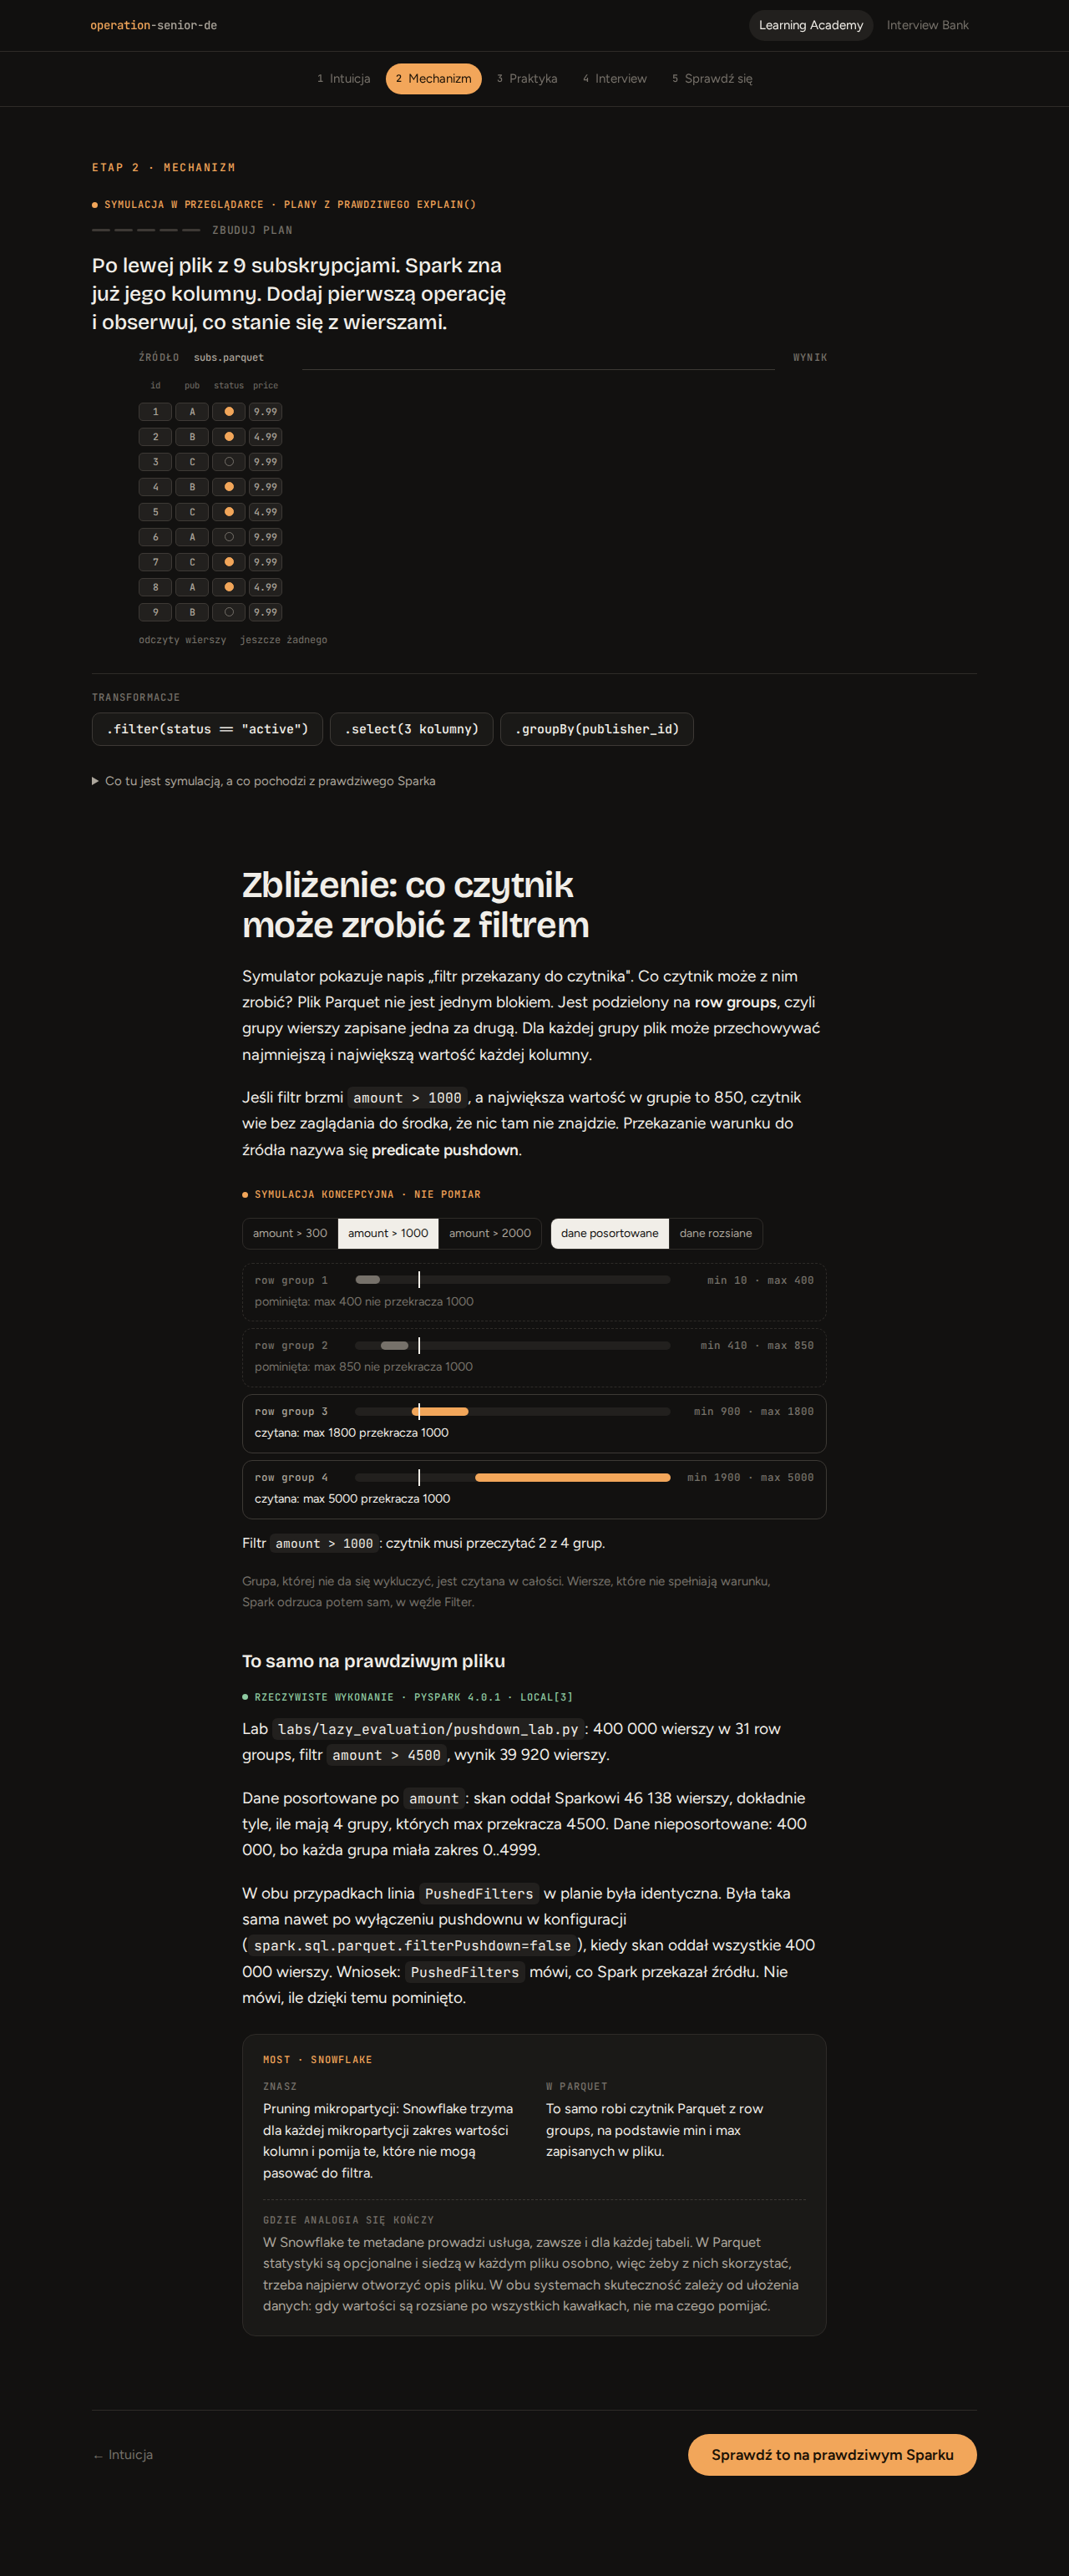 operation-senior-de
Learning Academy
Interview Bank
1 Intuicja
2 Mechanizm
3 Praktyka
4 Interview
5 Sprawdź się
ETAP 2 · MECHANIZM
SYMULACJA W PRZEGLĄDARCE · PLANY Z PRAWDZIWEGO EXPLAIN()
ZBUDUJ PLAN
Po lewej plik z 9 subskrypcjami. Spark zna
już jego kolumny. Dodaj pierwszą operację
i obserwuj, co stanie się z wierszami.
ŹRÓDŁO subs.parquet
WYNIK
id pub status price
1 A 9.99
2 B 4.99
3 C 9.99
4 B 9.99
5 C 4.99
6 A 9.99
7 C 9.99
8 A 4.99
9 B 9.99
odczyty wierszy jeszcze żadnego
TRANSFORMACJE
.filter(status == "active")
.select(3 kolumny)
.groupBy(publisher_id)
Co tu jest symulacją, a co pochodzi z prawdziwego Sparka
Zbliżenie: co czytnik
może zrobić z filtrem
Symulator pokazuje napis „filtr przekazany do czytnika". Co czytnik może z nim
zrobić? Plik Parquet nie jest jednym blokiem. Jest podzielony na row groups, czyli
grupy wierszy zapisane jedna za drugą. Dla każdej grupy plik może przechowywać
najmniejszą i największą wartość każdej kolumny.
Jeśli filtr brzmi amount > 1000, a największa wartość w grupie to 850, czytnik
wie bez zaglądania do środka, że nic tam nie znajdzie. Przekazanie warunku do
źródła nazywa się predicate pushdown.
SYMULACJA KONCEPCYJNA · NIE POMIAR
amount > 300
amount > 1000
amount > 2000
dane posortowane
dane rozsiane
row group 1
min 10 · max 400
pominięta: max 400 nie przekracza 1000
row group 2
min 410 · max 850
pominięta: max 850 nie przekracza 1000
row group 3
min 900 · max 1800
czytana: max 1800 przekracza 1000
row group 4
min 1900 · max 5000
czytana: max 5000 przekracza 1000
Filtr amount > 1000: czytnik musi przeczytać 2 z 4 grup.
Grupa, której nie da się wykluczyć, jest czytana w całości. Wiersze, które nie spełniają warunku,
Spark odrzuca potem sam, w węźle Filter.
To samo na prawdziwym pliku
RZECZYWISTE WYKONANIE · PYSPARK 4.0.1 · LOCAL[3]
Lab labs/lazy_evaluation/pushdown_lab.py: 400 000 wierszy w 31 row
groups, filtr amount > 4500, wynik 39 920 wierszy.
Dane posortowane po amount: skan oddał Sparkowi 46 138 wierszy, dokładnie
tyle, ile mają 4 grupy, których max przekracza 4500. Dane nieposortowane: 400
000, bo każda grupa miała zakres 0..4999.
W obu przypadkach linia PushedFilters w planie była identyczna. Była taka
sama nawet po wyłączeniu pushdownu w konfiguracji
(spark.sql.parquet.filterPushdown=false), kiedy skan oddał wszystkie 400
000 wierszy. Wniosek: PushedFilters mówi, co Spark przekazał źródłu. Nie
mówi, ile dzięki temu pominięto.
MOST · SNOWFLAKE
ZNASZ
Pruning mikropartycji: Snowflake trzyma
dla każdej mikropartycji zakres wartości
kolumn i pomija te, które nie mogą
pasować do filtra.
W PARQUET
To samo robi czytnik Parquet z row
groups, na podstawie min i max
zapisanych w pliku.
GDZIE ANALOGIA SIĘ KOŃCZY
W Snowflake te metadane prowadzi usługa, zawsze i dla każdej tabeli. W Parquet
statystyki są opcjonalne i siedzą w każdym pliku osobno, więc żeby z nich skorzystać,
trzeba najpierw otworzyć opis pliku. W obu systemach skuteczność zależy od ułożenia
danych: gdy wartości są rozsiane po wszystkich kawałkach, nie ma czego pomijać.
← Intuicja
Sprawdź to na prawdziwym Sparku